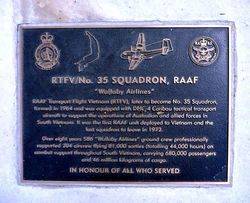 RTFV/No. 35 SQUADRON, RAAF
"Wallaby Airlines"
RAAF Transport Flight Vietnam (RTFV), later to become No. 35 Squadron,
formed in 1964 and was equipped with DHC-4 Caribou tactical transport
aircraft to support the operations of Australian and allied forces in
South Vietnam. It was the first RAAF unit deployed to Vietnam and the
last squadron to leave in 1972.
Over eight years 586 "Wallaby Airlines" ground crew professionally
supported 204 aircrew flying 81,000 sorties (totalling 44,000 hours) on
combat support throughout South Vietnam, carrying 680,000 passengers
and 46 million kilograms of cargo.
IN HONOUR OF ALL WHO SERVED